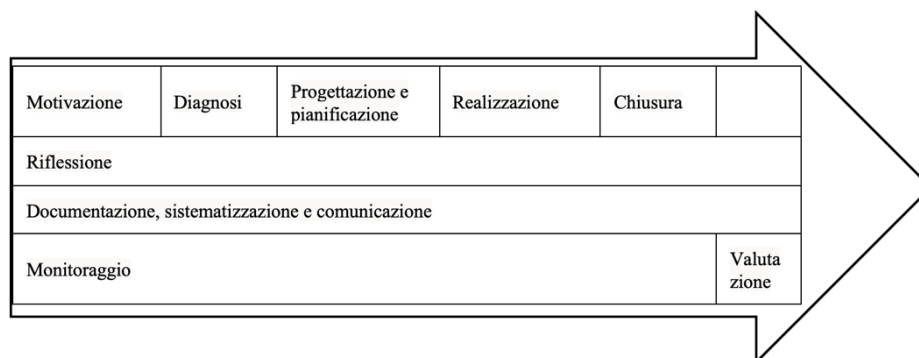 Motivazione
Diagnosi
Progettazione e
pianificazione
Realizzazione
Chiusura
Riflessione
Documentazione, sistematizzazione e comunicazione
Monitoraggio
Valuta
zione